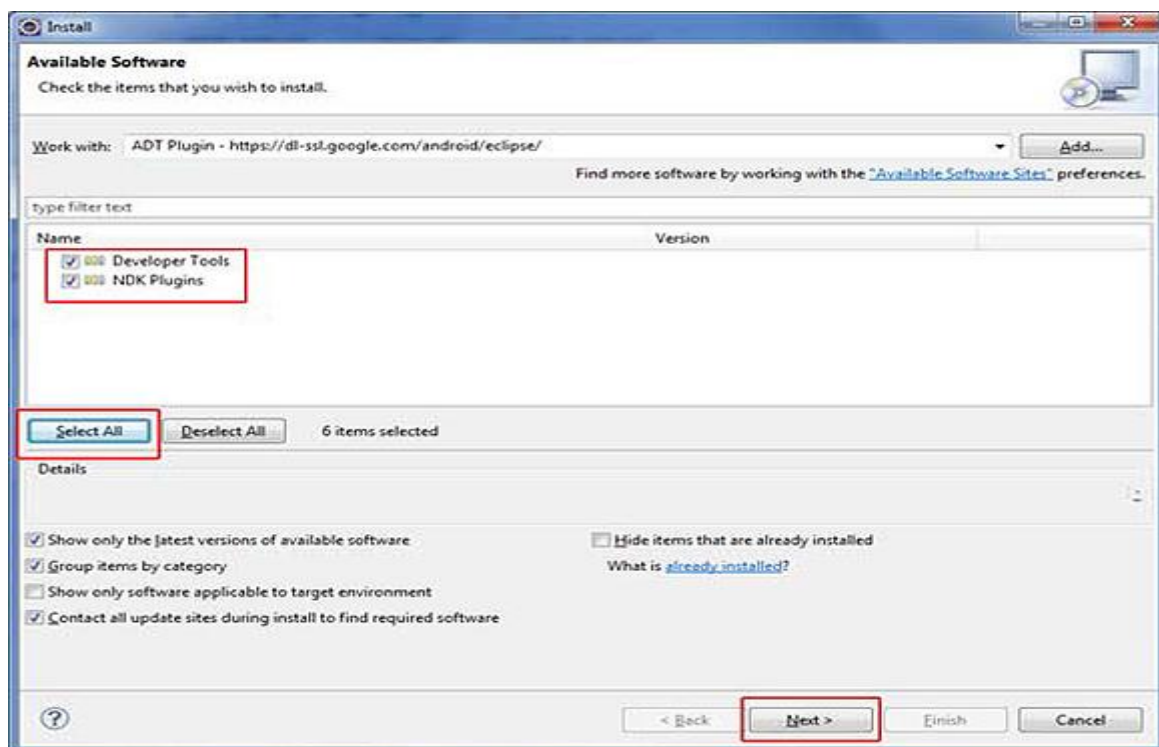 Install
Available Software
Check the items that you wish to install.
Work with: ADT Plugin - https://dl-ssl.google.com/android/eclipse/ Add...
Find more software by working with the "Available Software Sites" preferences.
type filter text
Name Version
Developer Tools
NDK Plugins
Select All Deselect All 6 items selected
Details
Show only the latest versions of available software Hide items that are already installed
Group items by category What is already installed?
Show only software applicable to target environment
Contact all update sites during install to find required software
? < Back Next > Finish Cancel